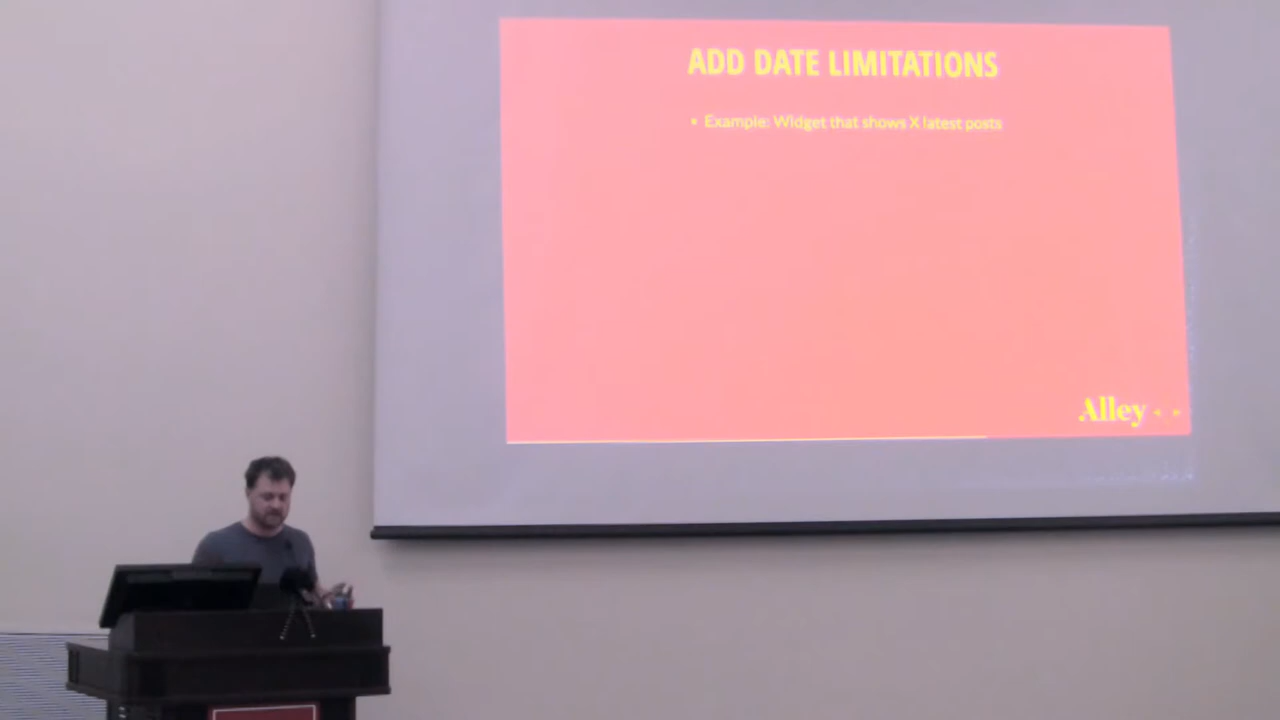 ADD DATE LIMITATIONS
• Example: Widget that shows X latest posts
Alley